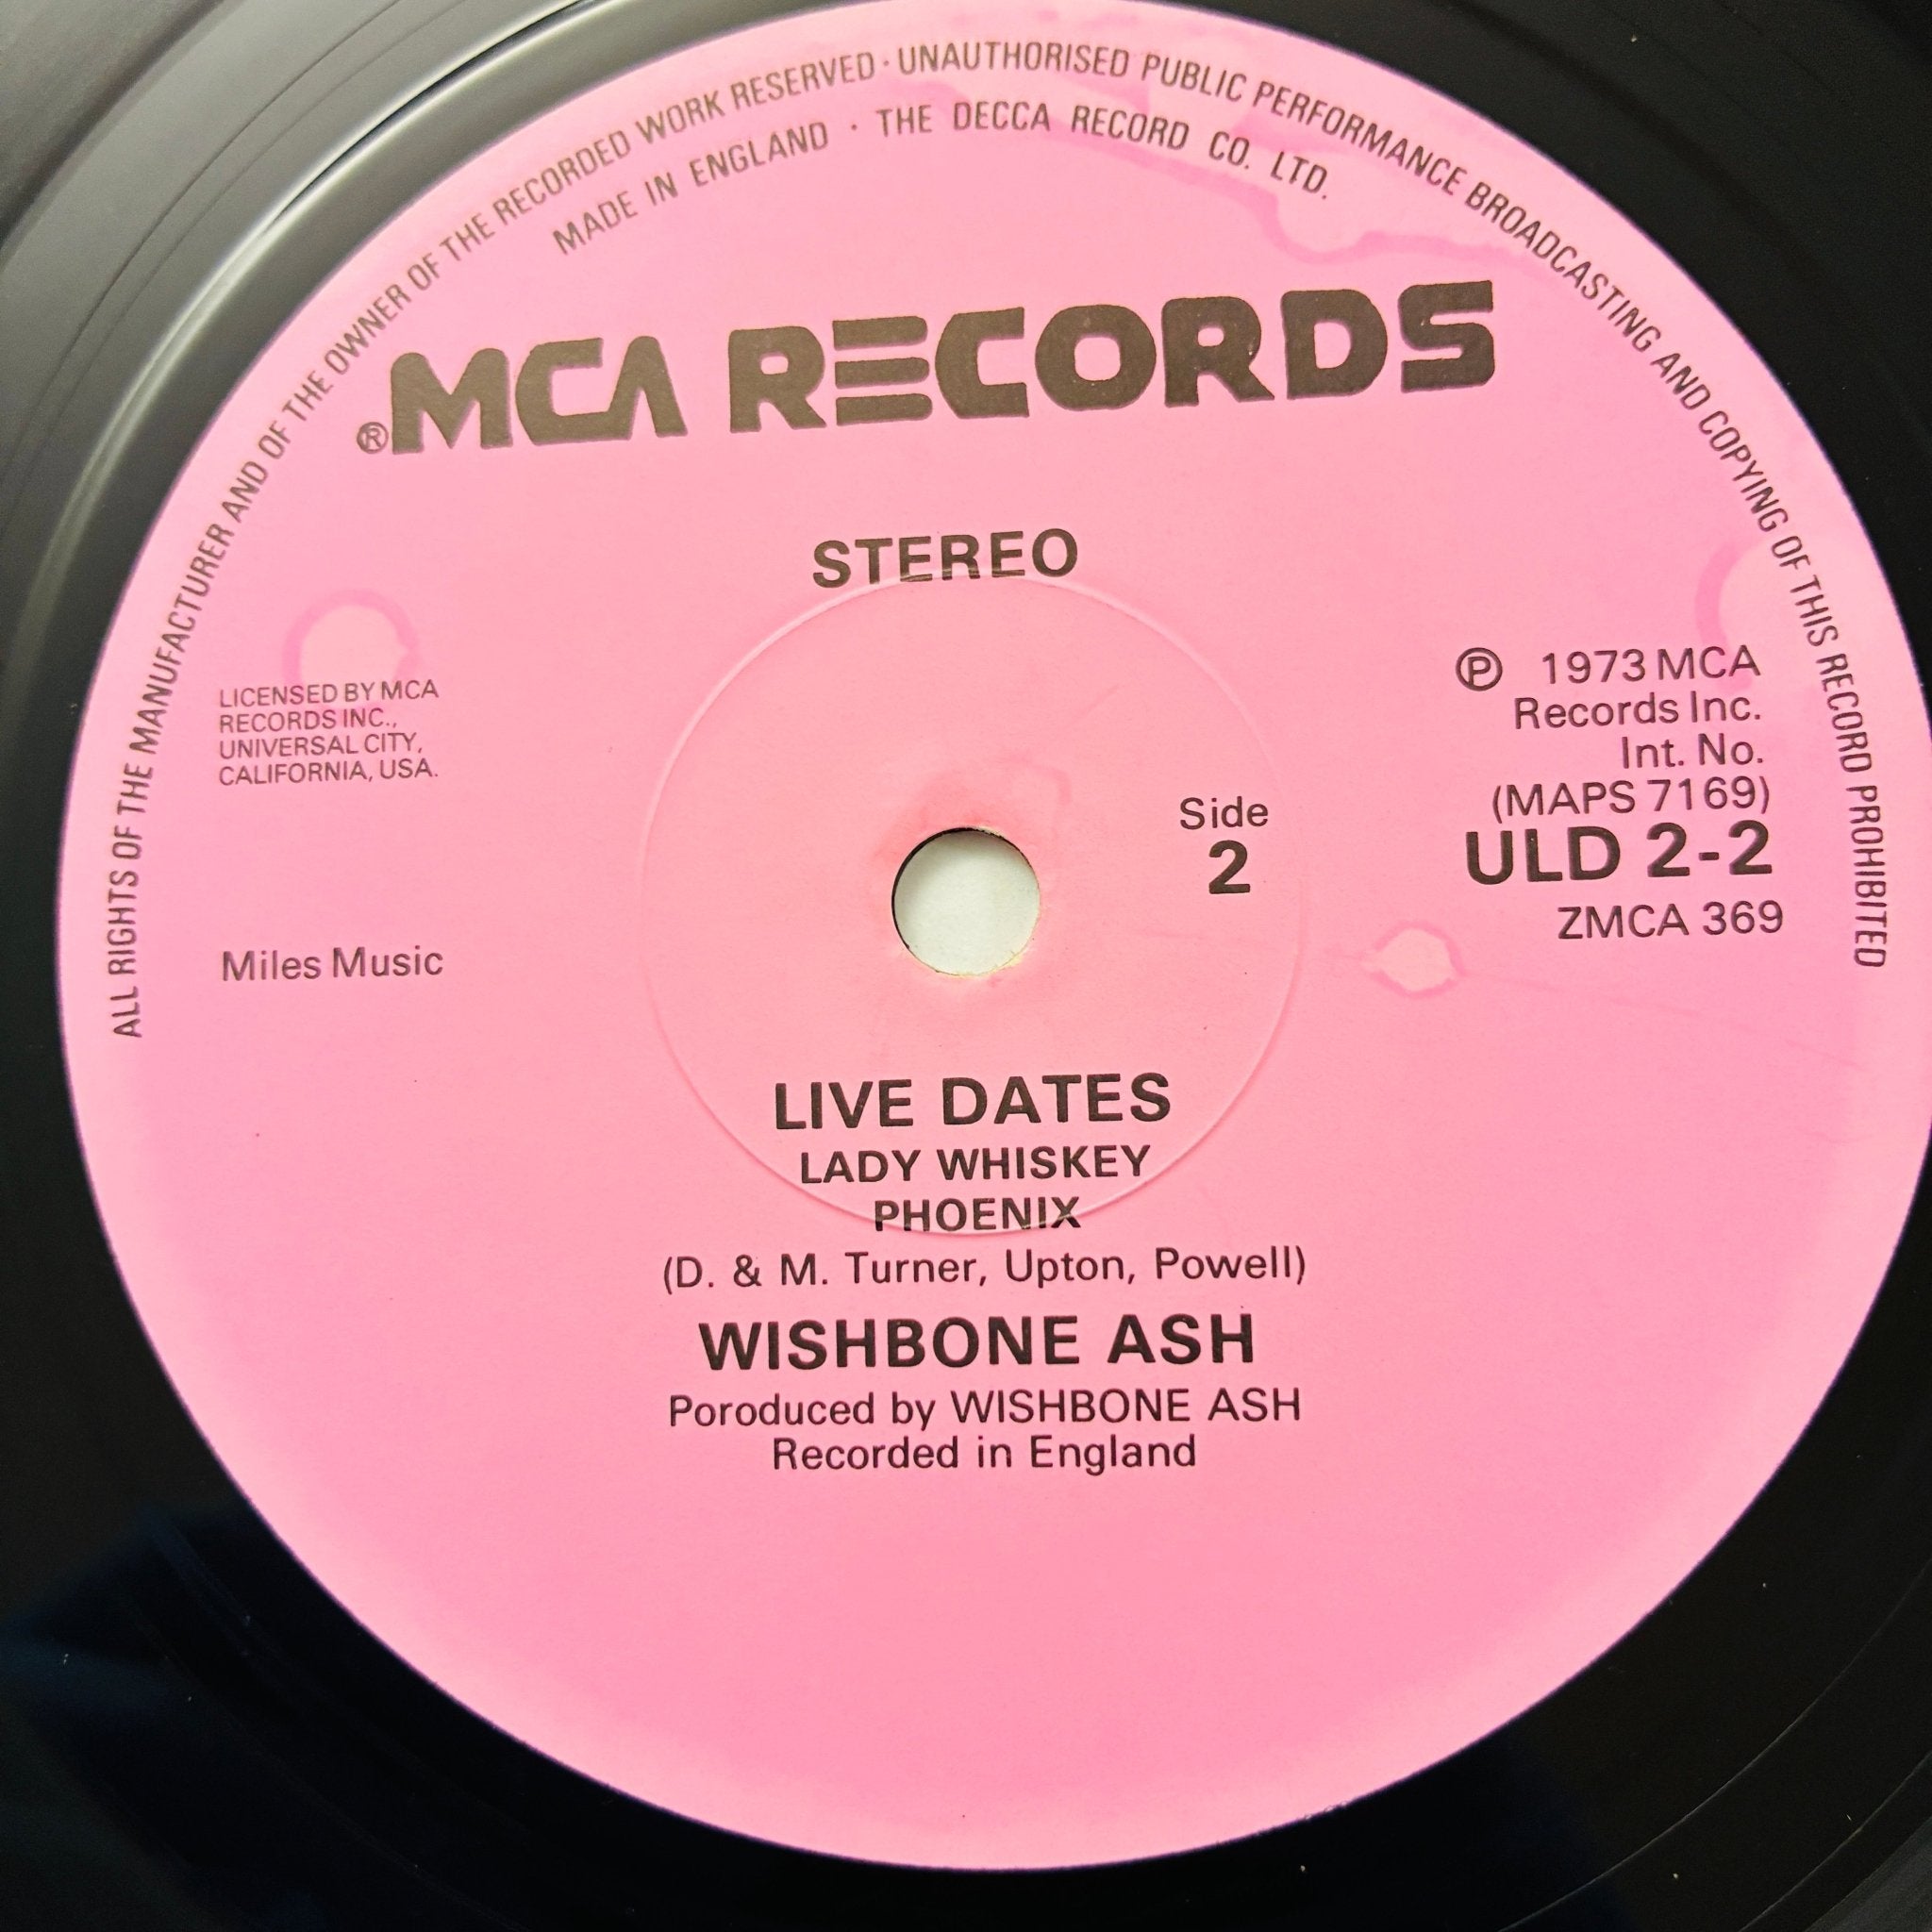 ALL RIGHTS OF THE MANUFACTURER AND OF THE OWNER OF THE RECORDED WORK RESERVED · UNAUTHORISED PUBLIC PERFORMANCE BROADCASTING AND COPYING OF THIS RECORD PROHIBITED
MADE IN ENGLAND · THE DECCA RECORD CO. LTD.
®MCA RECORDS
STEREO
LICENSED BY MCA
RECORDS INC.,
UNIVERSAL CITY,
CALIFORNIA, USA.
℗ 1973 MCA
Records Inc.
Int. No.
(MAPS 7169)
ULD 2-2
ZMCA 369
Side
2
Miles Music
LIVE DATES
LADY WHISKEY
PHOENIX
(D. & M. Turner, Upton, Powell)
WISHBONE ASH
Poroduced by WISHBONE ASH
Recorded in England